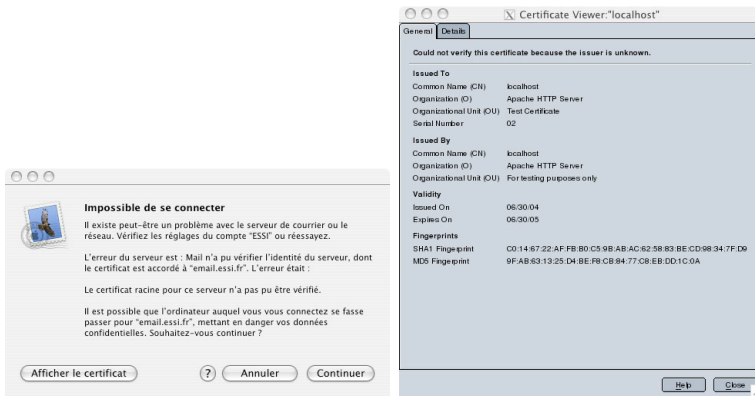 Impossible de se connecter
Il existe peut-être un problème avec le serveur de courrier ou le
réseau. Vérifiez les réglages du compte "ESSI" ou réessayez.
L'erreur du serveur est : Mail n'a pu vérifier l'identité du serveur, dont
le certificat est accordé à "email.essi.fr". L'erreur était :
Le certificat racine pour ce serveur n'a pas pu être vérifié.
Il est possible que l'ordinateur auquel vous vous connectez se fasse
passer pour "email.essi.fr", mettant en danger vos données
confidentielles. Souhaitez-vous continuer ?
Afficher le certificat ? Annuler Continuer
Certificate Viewer:"localhost"
General Details
Could not verify this certificate because the issuer is unknown.
Issued To
Common Name (CN) localhost
Organization (O) Apache HTTP Server
Organizational Unit (OU) Test Certificate
Serial Number 02
Issued By
Common Name (CN) localhost
Organization (O) Apache HTTP Server
Organizational Unit (OU) For testing purposes only
Validity
Issued On 06/30/04
Expires On 06/30/05
Fingerprints
SHA1 Fingerprint C0:14:67:22:AF:FB:B0:C5:9B:AB:AC:62:58:83:BE:CD:98:34:7F:D9
MD5 Fingerprint 9F:AB:63:13:25:D4:BE:F8:CB:84:77:C8:EB:DD:1C:0A
Help Close